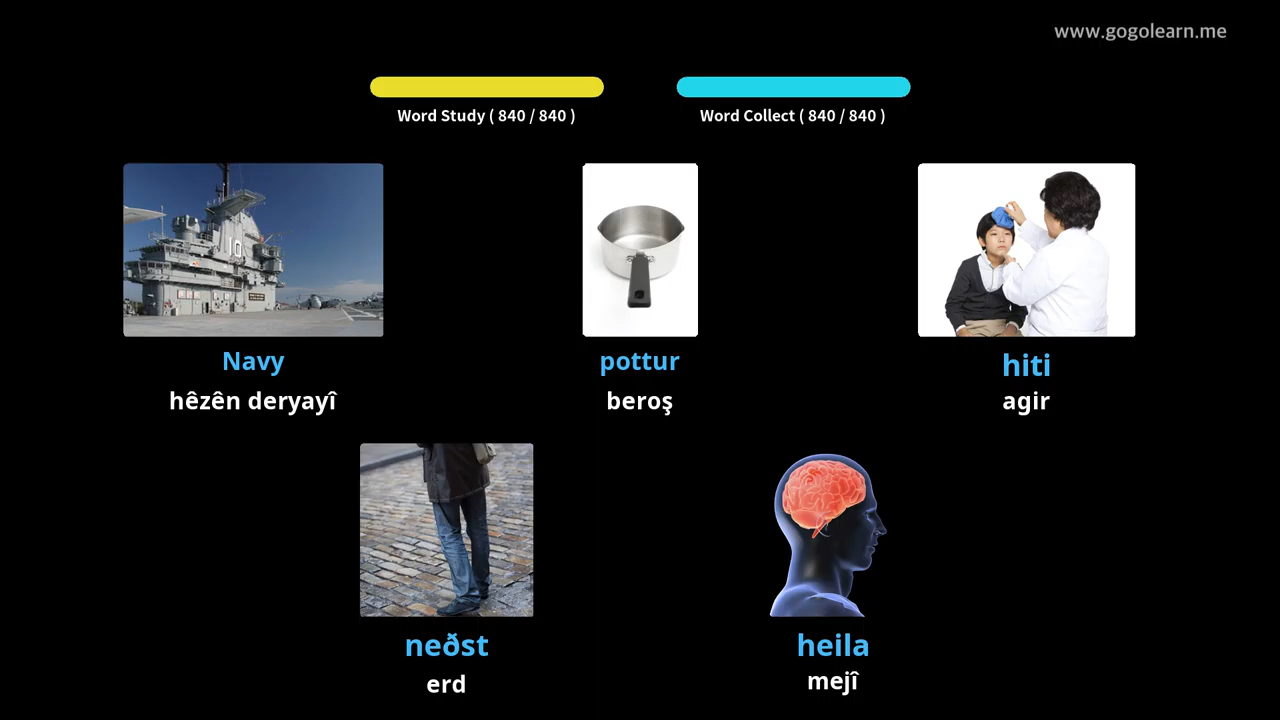 www.gogolearn.me
Word Study ( 840 / 840 )
Word Collect ( 840 / 840 )
10
Navy
pottur
hiti
hêzên deryayî
beroş
agir
neðst
heila
erd
mejî